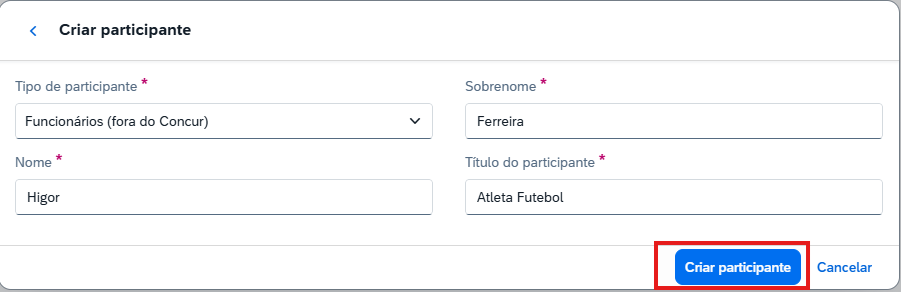 Criar participante
Tipo de participante *
Sobrenome *
Funcionários (fora do Concur)
Ferreira
Nome *
Título do participante *
Higor
Atleta Futebol
Criar participante
Cancelar